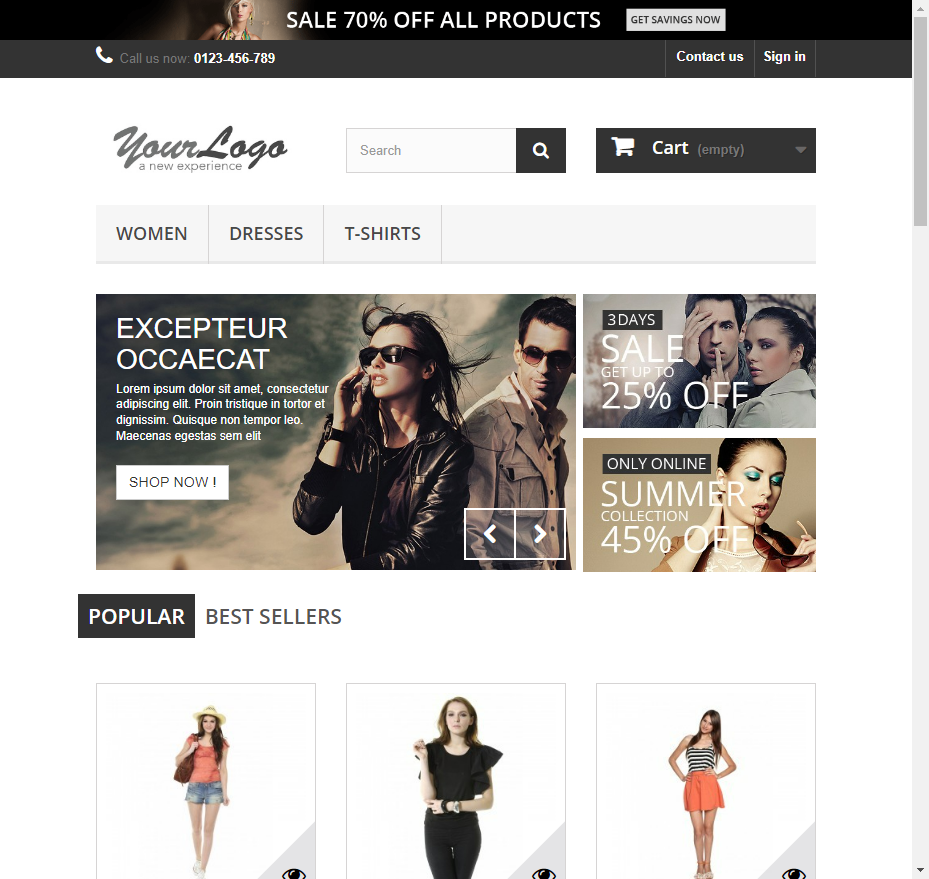 SALE 70% OFF ALL PRODUCTS GET SAVINGS NOW
Call us now: 0123-456-789 Contact us Sign in
YourLogo
a new experience
Search
Cart (empty)
WOMEN DRESSES T-SHIRTS
EXCEPTEUR
OCCAECAT
Lorem ipsum dolor sit amet, consectetur
adipiscing elit. Proin tristique in tortor et
dignissim. Quisque non tempor leo.
Maecenas egestas sem elit
SHOP NOW !
3 DAYS
SALE
GET UP TO
25% OFF
ONLY ONLINE
SUMMER
COLLECTION
45% OFF
POPULAR BEST SELLERS